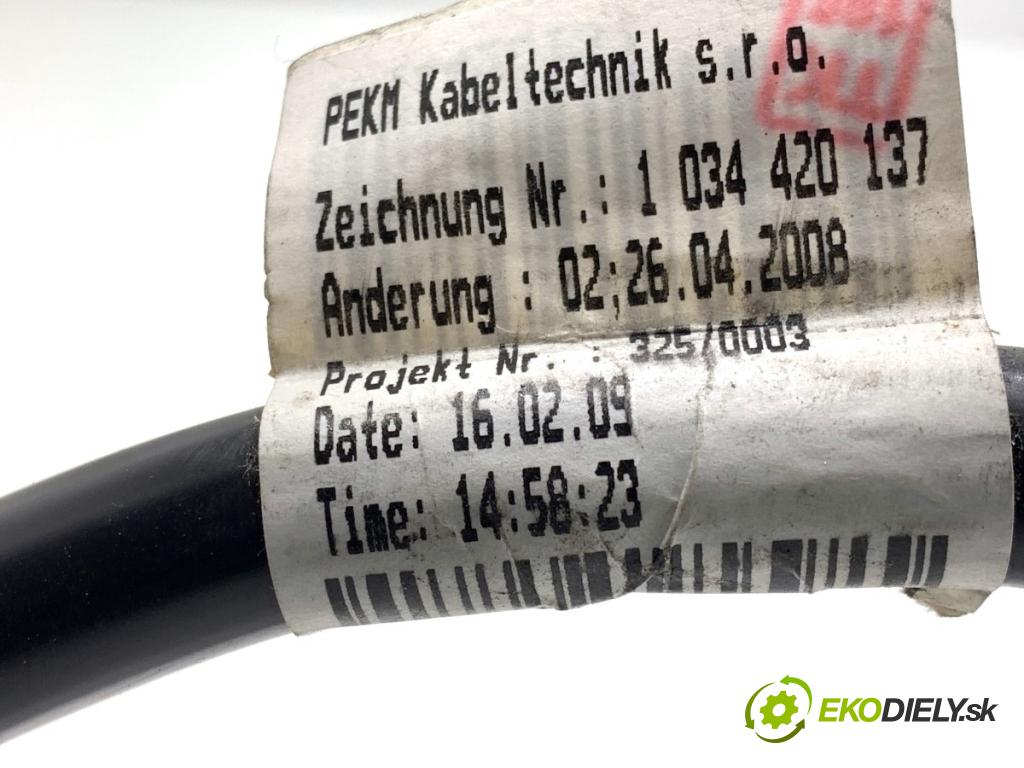 PEKM Kabeltechnik s.r.o.
Zeichnung Nr.: 1 034 420 137
Anderung : 02;26.04.2008
Projekt Nr. : 325/0003
Date: 16.02.09
Time: 14:58:23
EKODIELY.sk